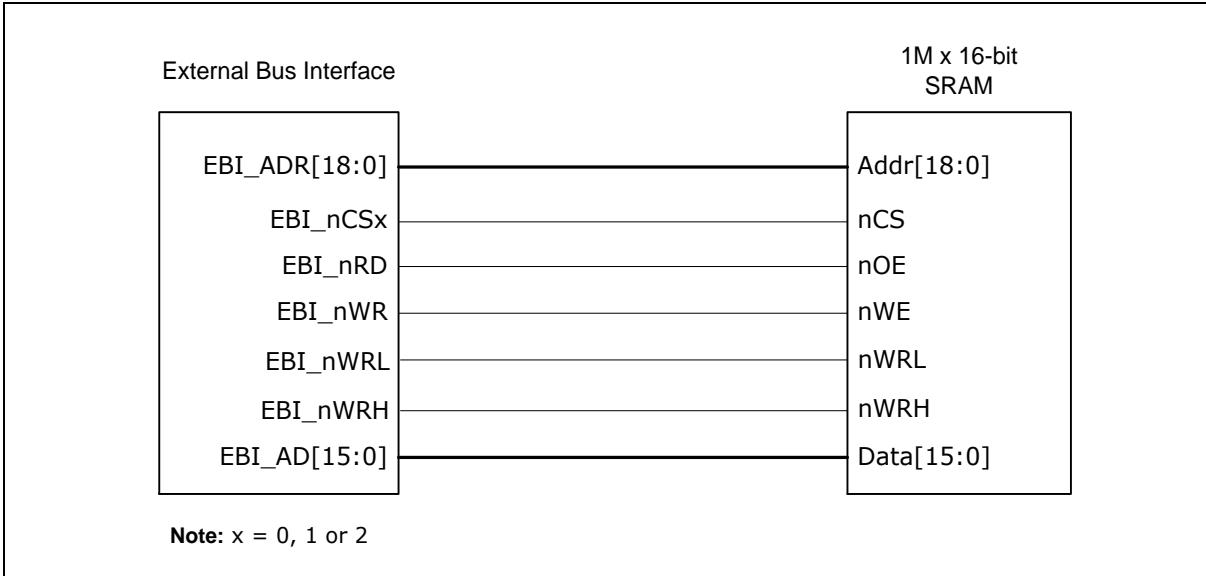 External Bus Interface
1M x 16-bit
SRAM
EBI_ADR[18:0]
Addr[18:0]
EBI_nCSx
nCS
EBI_nRD
nOE
EBI_nWR
nWE
EBI_nWRL
nWRL
EBI_nWRH
nWRH
EBI_AD[15:0]
Data[15:0]
Note: x = 0, 1 or 2